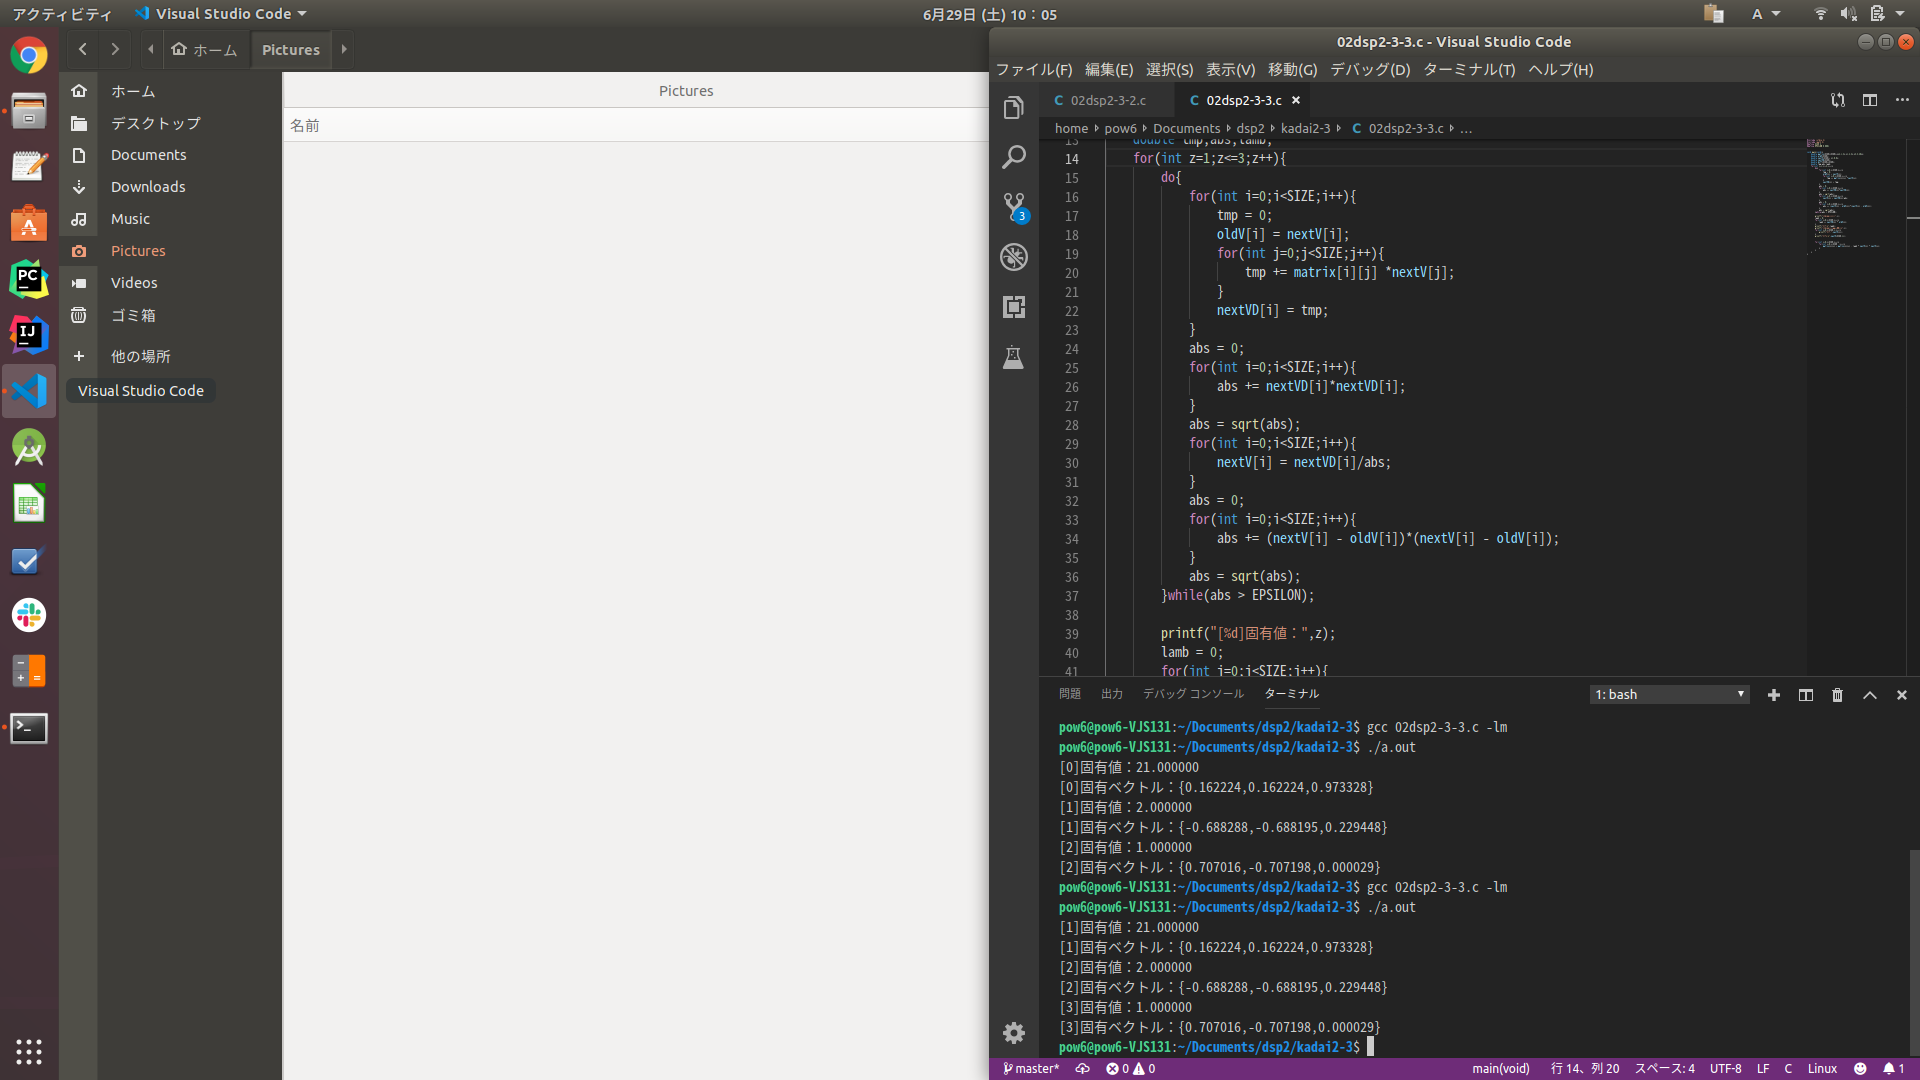 アクティビティ
Visual Studio Code
6月29日 (土) 10：05
A
ホーム
Pictures
Pictures
名前
ホーム
デスクトップ
Documents
Downloads
Music
Pictures
Videos
ゴミ箱
他の場所
Visual Studio Code
PC
IJ
02dsp2-3-3.c - Visual Studio Code
ファイル(F) 編集(E) 選択(S) 表示(V) 移動(G) デバッグ(D) ターミナル(T) ヘルプ(H)
C 02dsp2-3-2.c
C 02dsp2-3-3.c
home pow6 Documents dsp2 kadai2-3 C 02dsp2-3-3.c ...
3
13 double tmp,abs,lamb;
14 for(int z=1;z<=3;z++){
15 do{
16 for(int i=0;i<SIZE;i++){
17 tmp = 0;
18 oldV[i] = nextV[i];
19 for(int j=0;j<SIZE;j++){
20 tmp += matrix[i][j] *nextV[j];
21 }
22 nextVD[i] = tmp;
23 }
24 abs = 0;
25 for(int i=0;i<SIZE;i++){
26 abs += nextVD[i]*nextVD[i];
27 }
28 abs = sqrt(abs);
29 for(int i=0;i<SIZE;i++){
30 nextV[i] = nextVD[i]/abs;
31 }
32 abs = 0;
33 for(int i=0;i<SIZE;i++){
34 abs += (nextV[i] - oldV[i])*(nextV[i] - oldV[i]);
35 }
36 abs = sqrt(abs);
37 }while(abs > EPSILON);
38
39 printf("[%d]固有値：",z);
40 lamb = 0;
41 for(int i=0;i<SIZE;i++){
問題 出力 デバッグ コンソール ターミナル
1: bash
pow6@pow6-VJS131:~/Documents/dsp2/kadai2-3$ gcc 02dsp2-3-3.c -lm
pow6@pow6-VJS131:~/Documents/dsp2/kadai2-3$ ./a.out
[0]固有値：21.000000
[0]固有ベクトル：{0.162224,0.162224,0.973328}
[1]固有値：2.000000
[1]固有ベクトル：{-0.688288,-0.688195,0.229448}
[2]固有値：1.000000
[2]固有ベクトル：{0.707016,-0.707198,0.000029}
pow6@pow6-VJS131:~/Documents/dsp2/kadai2-3$ gcc 02dsp2-3-3.c -lm
pow6@pow6-VJS131:~/Documents/dsp2/kadai2-3$ ./a.out
[1]固有値：21.000000
[1]固有ベクトル：{0.162224,0.162224,0.973328}
[2]固有値：2.000000
[2]固有ベクトル：{-0.688288,-0.688195,0.229448}
[3]固有値：1.000000
[3]固有ベクトル：{0.707016,-0.707198,0.000029}
pow6@pow6-VJS131:~/Documents/dsp2/kadai2-3$
master* 0 0 main(void) 行 14、列 20 スペース: 4 UTF-8 LF C Linux 1